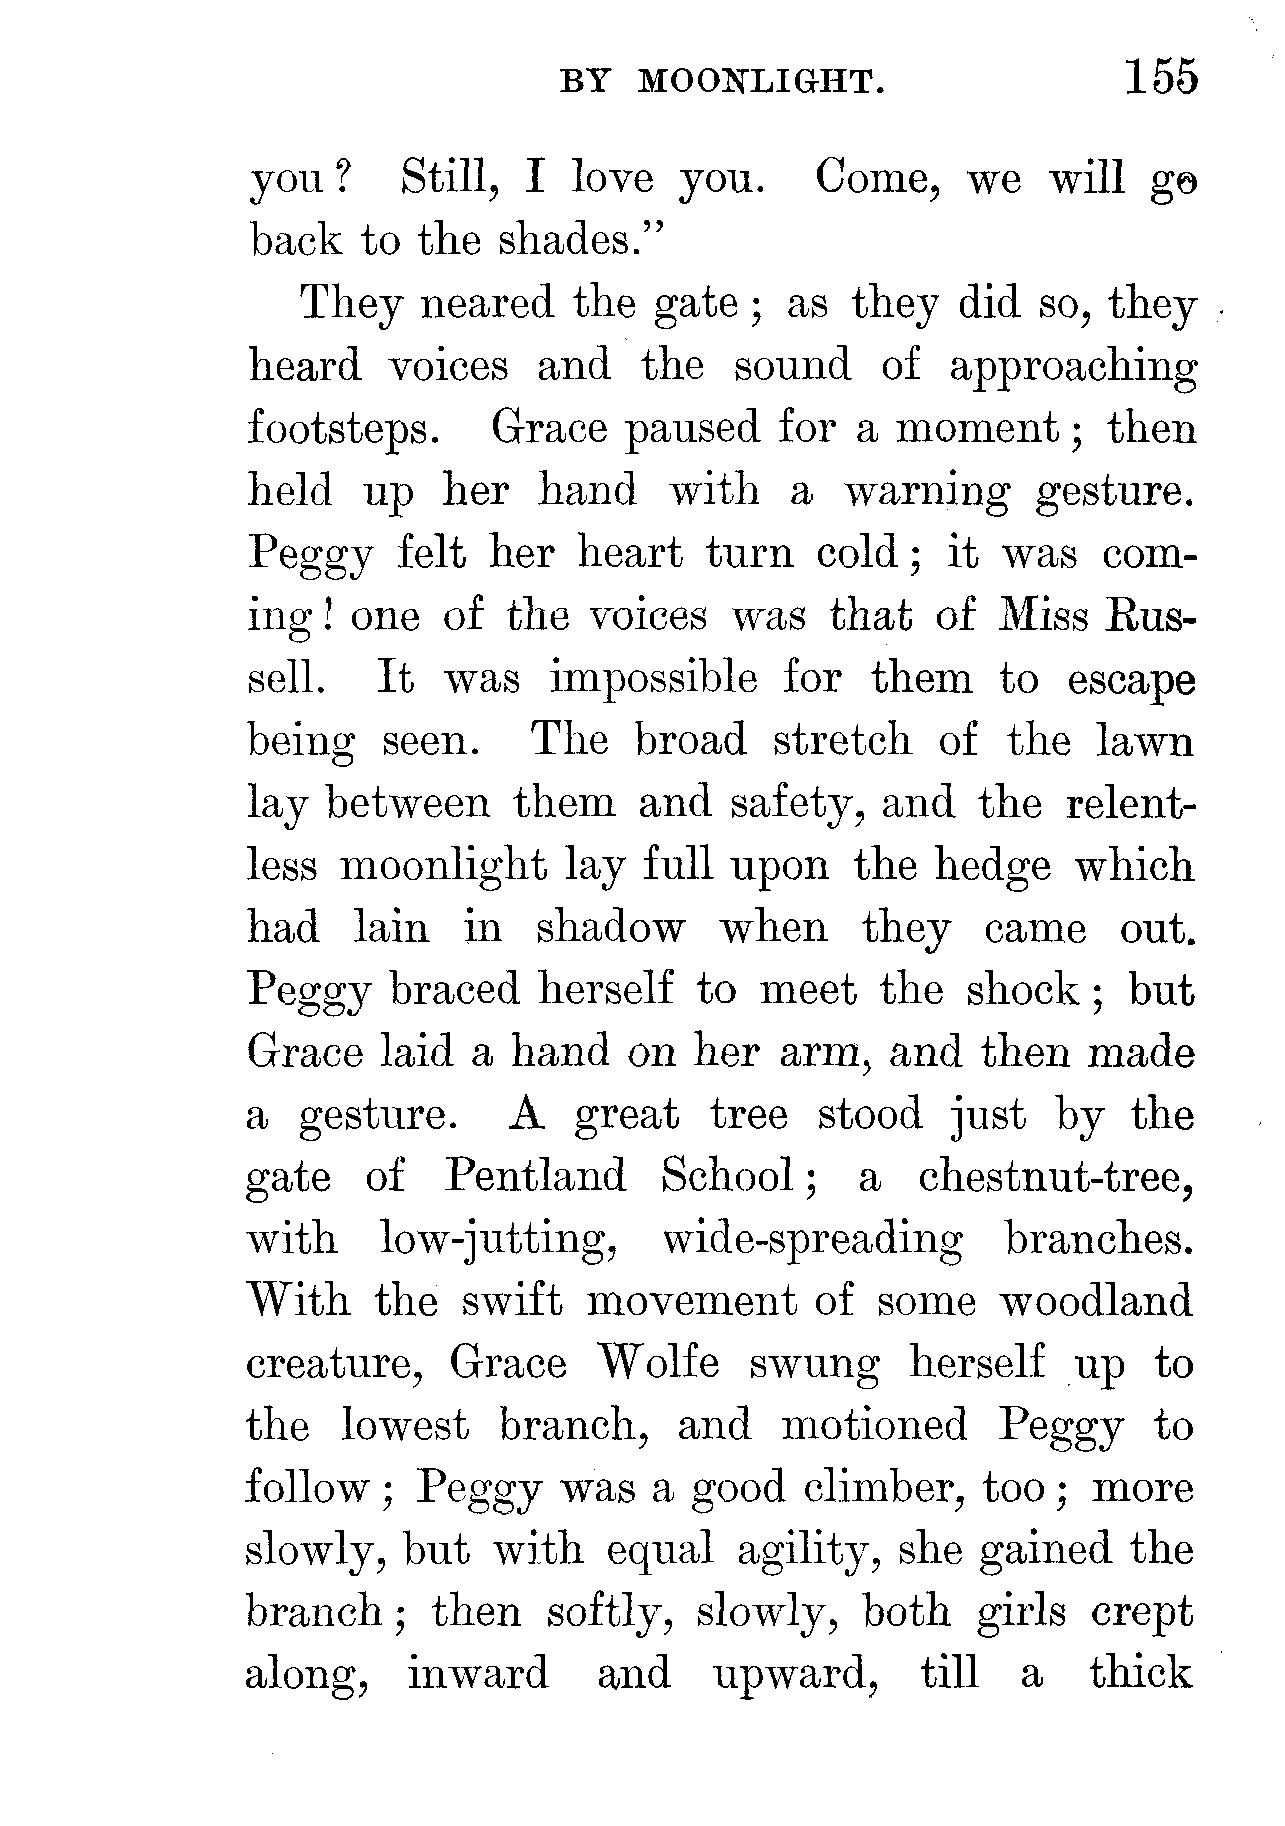 BY MOONLIGHT. 155
you? Still, I love you. Come, we will go
back to the shades.”
They neared the gate; as they did so, they
heard voices and the sound of approaching
footsteps. Grace paused for a moment; then
held up her hand with a warning gesture.
Peggy felt her heart turn cold; it was com-
ing! one of the voices was that of Miss Rus-
sell. It was impossible for them to escape
being seen. The broad stretch of the lawn
lay between them and safety, and the relent-
less moonlight lay full upon the hedge which
had lain in shadow when they came out.
Peggy braced herself to meet the shock; but
Grace laid a hand on her arm, and then made
a gesture. A great tree stood just by the
gate of Pentland School; a chestnut-tree,
with low-jutting, wide-spreading branches.
With the swift movement of some woodland
creature, Grace Wolfe swung herself up to
the lowest branch, and motioned Peggy to
follow; Peggy was a good climber, too; more
slowly, but with equal agility, she gained the
branch; then softly, slowly, both girls crept
along, inward and upward, till a thick